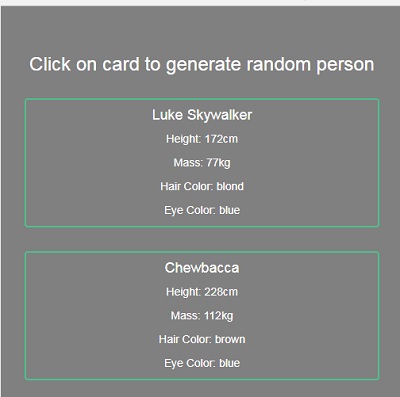 Click on card to generate random person
Luke Skywalker
Height: 172cm
Mass: 77kg
Hair Color: blond
Eye Color: blue
Chewbacca
Height: 228cm
Mass: 112kg
Hair Color: brown
Eye Color: blue